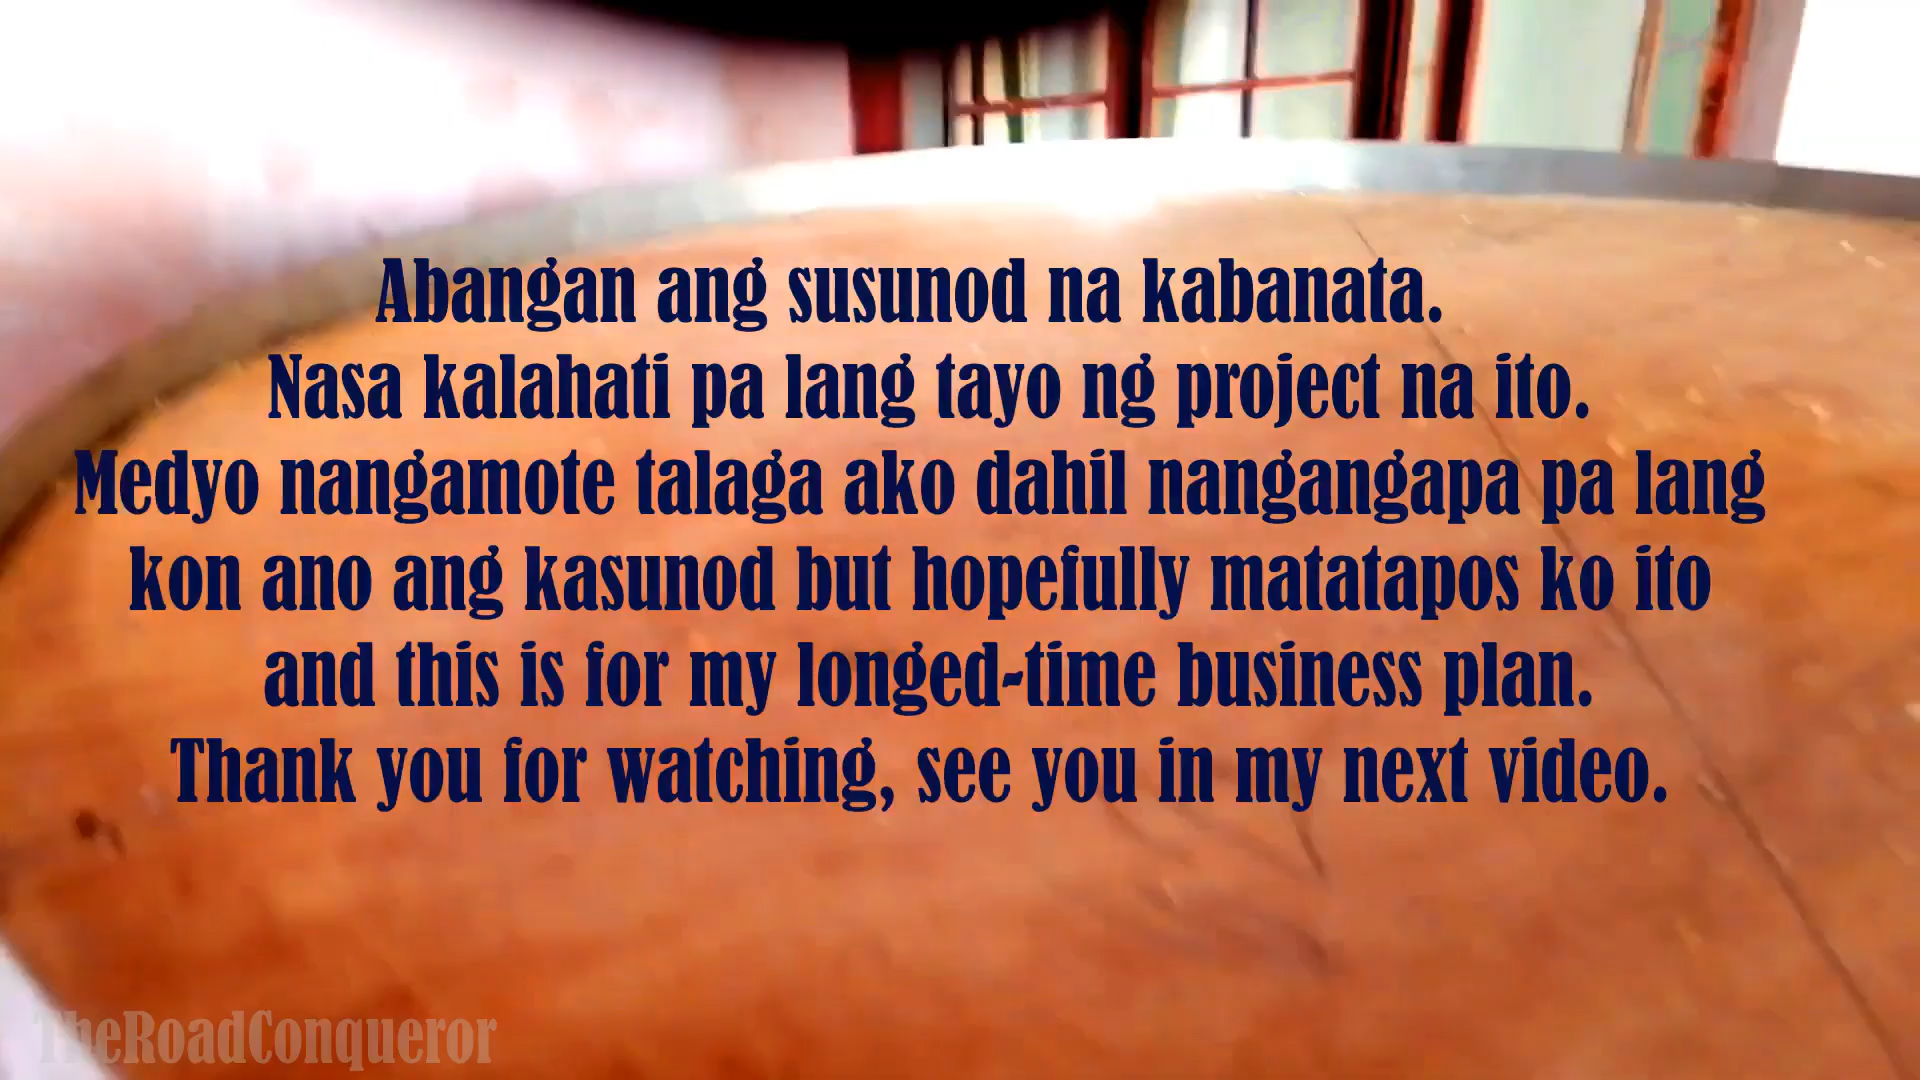 Abangan ang susunod na kabanata.
Nasa kalahati pa lang tayo ng project na ito.
Medyo nangamote talaga ako dahil nangangapa pa lang
kon ano ang kasunod but hopefully matatapos ko ito
and this is for my longed-time business plan.
Thank you for watching, see you in my next video.
TheRoadConqueror